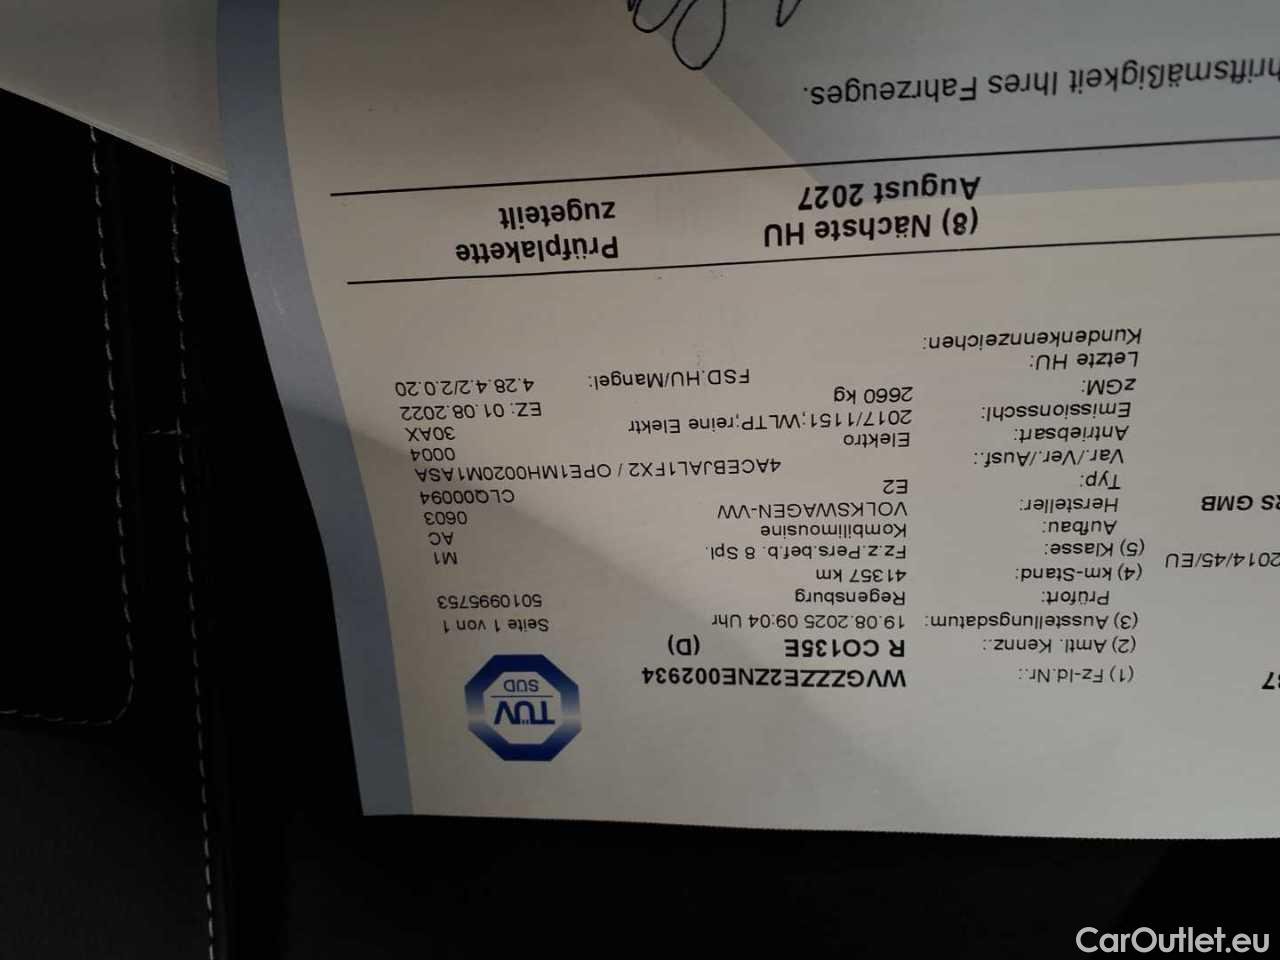 37
(1) Fz-Id.Nr.: WVGZZZE2ZNE002934
(2) Amtl. Kennz.: R CO135E (D)
(3) Ausstellungsdatum: 19.08.2025 09:04 Uhr
Prüfort: Regensburg 5010995753
(4) km-Stand: 41357 km
(5) Klasse: Fz.z.Pers.bef.b. 8 Spl. M1
Aufbau: Kombilimousine AC
Hersteller: VOLKSWAGEN-VW 0603
Typ: E2 CLQ00094
Var./Ver./Ausf.: 4ACEBJAL1FX2 / OPE1MH0020M1ASA
Antriebsart: Elektro 0004
Emissionsschl: 2017/1151;WLTP;reine Elektr 30AX
zGM: 2660 kg EZ: 01.08.2022
Letzte HU: FSD.HU/Mangel: 4.28.4.2/2.0.20
Kundenkennzeichen:
TÜV
SÜD
Seite 1 von 1
2014/45/EU
RS GMB
(8) Nächste HU Prüfplakette
August 2027 zugeteilt
hriftsmäßigkeit Ihres Fahrzeuges.
CarOutlet.eu